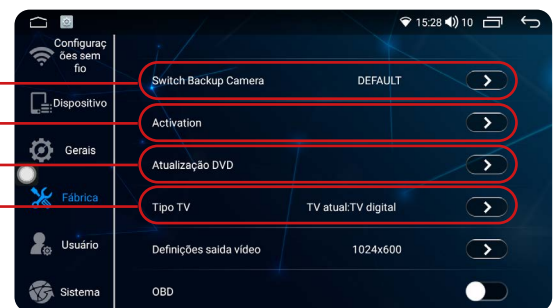 15:28 10
Configuraç
ões sem
fio
Switch Backup Camera DEFAULT
Dispositivo
Activation
Gerais
Atualização DVD
Fábrica
Tipo TV TV atual:TV digital
Usuário
Definições saida vídeo 1024x600
Sistema
OBD